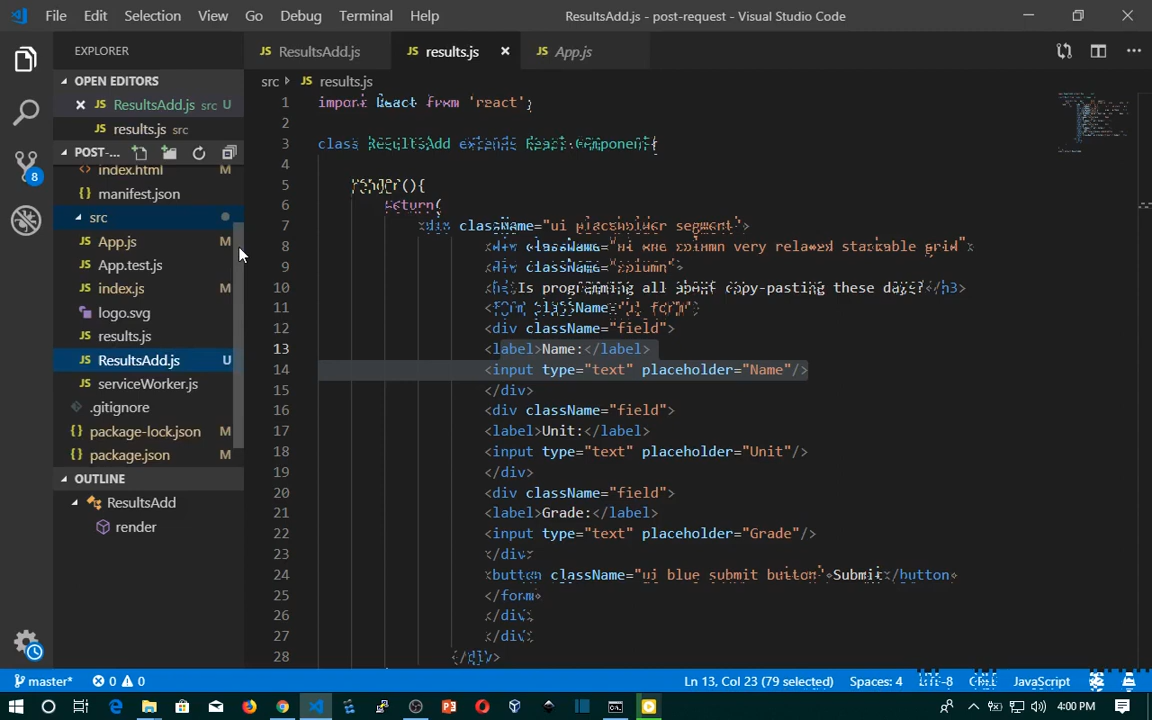 File Edit Selection View Go Debug Terminal Help ResultsAdd.js - post-request - Visual Studio Code
EXPLORER
OPEN EDITORS
ResultsAdd.js src U
results.js src
POST-...
index.html M
manifest.json
src
App.js M
App.test.js
index.js M
logo.svg
results.js
ResultsAdd.js U
serviceWorker.js
.gitignore
package-lock.json M
package.json M
OUTLINE
ResultsAdd
render
8
JS ResultsAdd.js JS results.js JS App.js
src JS results.js
1 import React from 'react';
2
3 class ResultsAdd extends React.Component{
4
5 render(){
6 return(
7 <div className="ui placeholder segment">
8 <div className="ui one column very relaxed stackable grid">
9 <div className="column">
10 <h3>Is programing all about copy-pasting these days?</h3>
11 <form className="ui form">
12 <div className="field">
13 <label>Name:</label>
14 <input type="text" placeholder="Name"/>
15 </div>
16 <div className="field">
17 <label>Unit:</label>
18 <input type="text" placeholder="Unit"/>
19 </div>
20 <div className="field">
21 <label>Grade:</label>
22 <input type="text" placeholder="Grade"/>
23 </div>
24 <button className="ui blue submit button">Submit</button>
25 </form>
26 </div>
27 </div>
28 </div>
master* 0 0 Ln 13, Col 23 (79 selected) Spaces: 4 UTF-8 CRLF JavaScript
4:00 PM